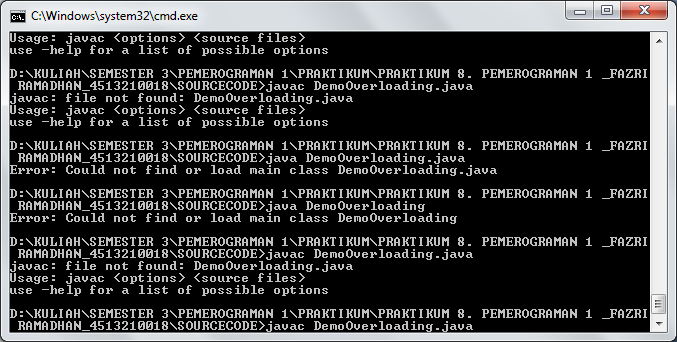 C:\Windows\system32\cmd.exe
Usage: javac <options> <source files>
use -help for a list of possible options
D:\KULIAH\SEMESTER 3\PEMEROGRAMAN 1\PRAKTIKUM\PRAKTIKUM 8. PEMEROGRAMAN 1 _FAZRI
RAMADHAN_4513210018\SOURCECODE>javac DemoOverloading.java
javac: file not found: DemoOverloading.java
Usage: javac <options> <source files>
use -help for a list of possible options
D:\KULIAH\SEMESTER 3\PEMEROGRAMAN 1\PRAKTIKUM\PRAKTIKUM 8. PEMEROGRAMAN 1 _FAZRI
RAMADHAN_4513210018\SOURCECODE>java DemoOverloading.java
Error: Could not find or load main class DemoOverloading.java
D:\KULIAH\SEMESTER 3\PEMEROGRAMAN 1\PRAKTIKUM\PRAKTIKUM 8. PEMEROGRAMAN 1 _FAZRI
RAMADHAN_4513210018\SOURCECODE>java DemoOverloading
Error: Could not find or load main class DemoOverloading
D:\KULIAH\SEMESTER 3\PEMEROGRAMAN 1\PRAKTIKUM\PRAKTIKUM 8. PEMEROGRAMAN 1 _FAZRI
RAMADHAN_4513210018\SOURCECODE>javac DemoOverloading.java
javac: file not found: DemoOverloading.java
Usage: javac <options> <source files>
use -help for a list of possible options
D:\KULIAH\SEMESTER 3\PEMEROGRAMAN 1\PRAKTIKUM\PRAKTIKUM 8. PEMEROGRAMAN 1 _FAZRI
RAMADHAN_4513210018\SOURCECODE>javac DemoOverloading.java